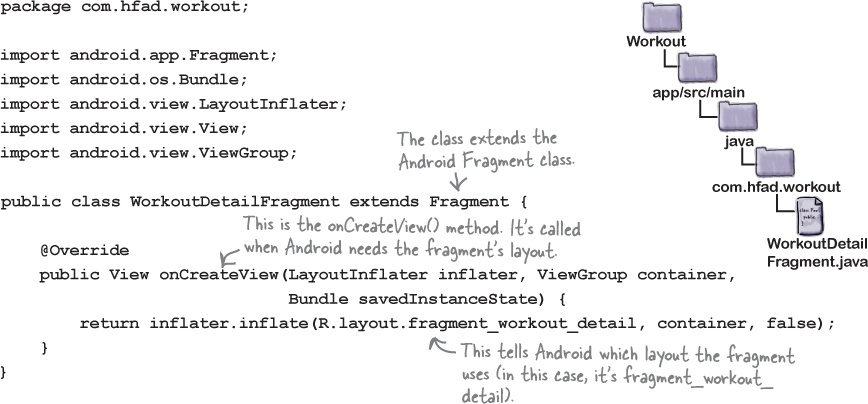 package com.hfad.workout;
import android.app.Fragment;
import android.os.Bundle;
import android.view.LayoutInflater;
import android.view.View;
import android.view.ViewGroup;
The class extends the
Android Fragment class.
public class WorkoutDetailFragment extends Fragment {
This is the onCreateView() method. It's called
when Android needs the fragment's layout.
@Override
public View onCreateView(LayoutInflater inflater, ViewGroup container,
Bundle savedInstanceState) {
return inflater.inflate(R.layout.fragment_workout_detail, container, false);
}
This tells Android which layout the fragment
uses (in this case, it's fragment_workout_
detail).
}
Workout
app/src/main
java
com.hfad.workout
WorkoutDetail
Fragment.java